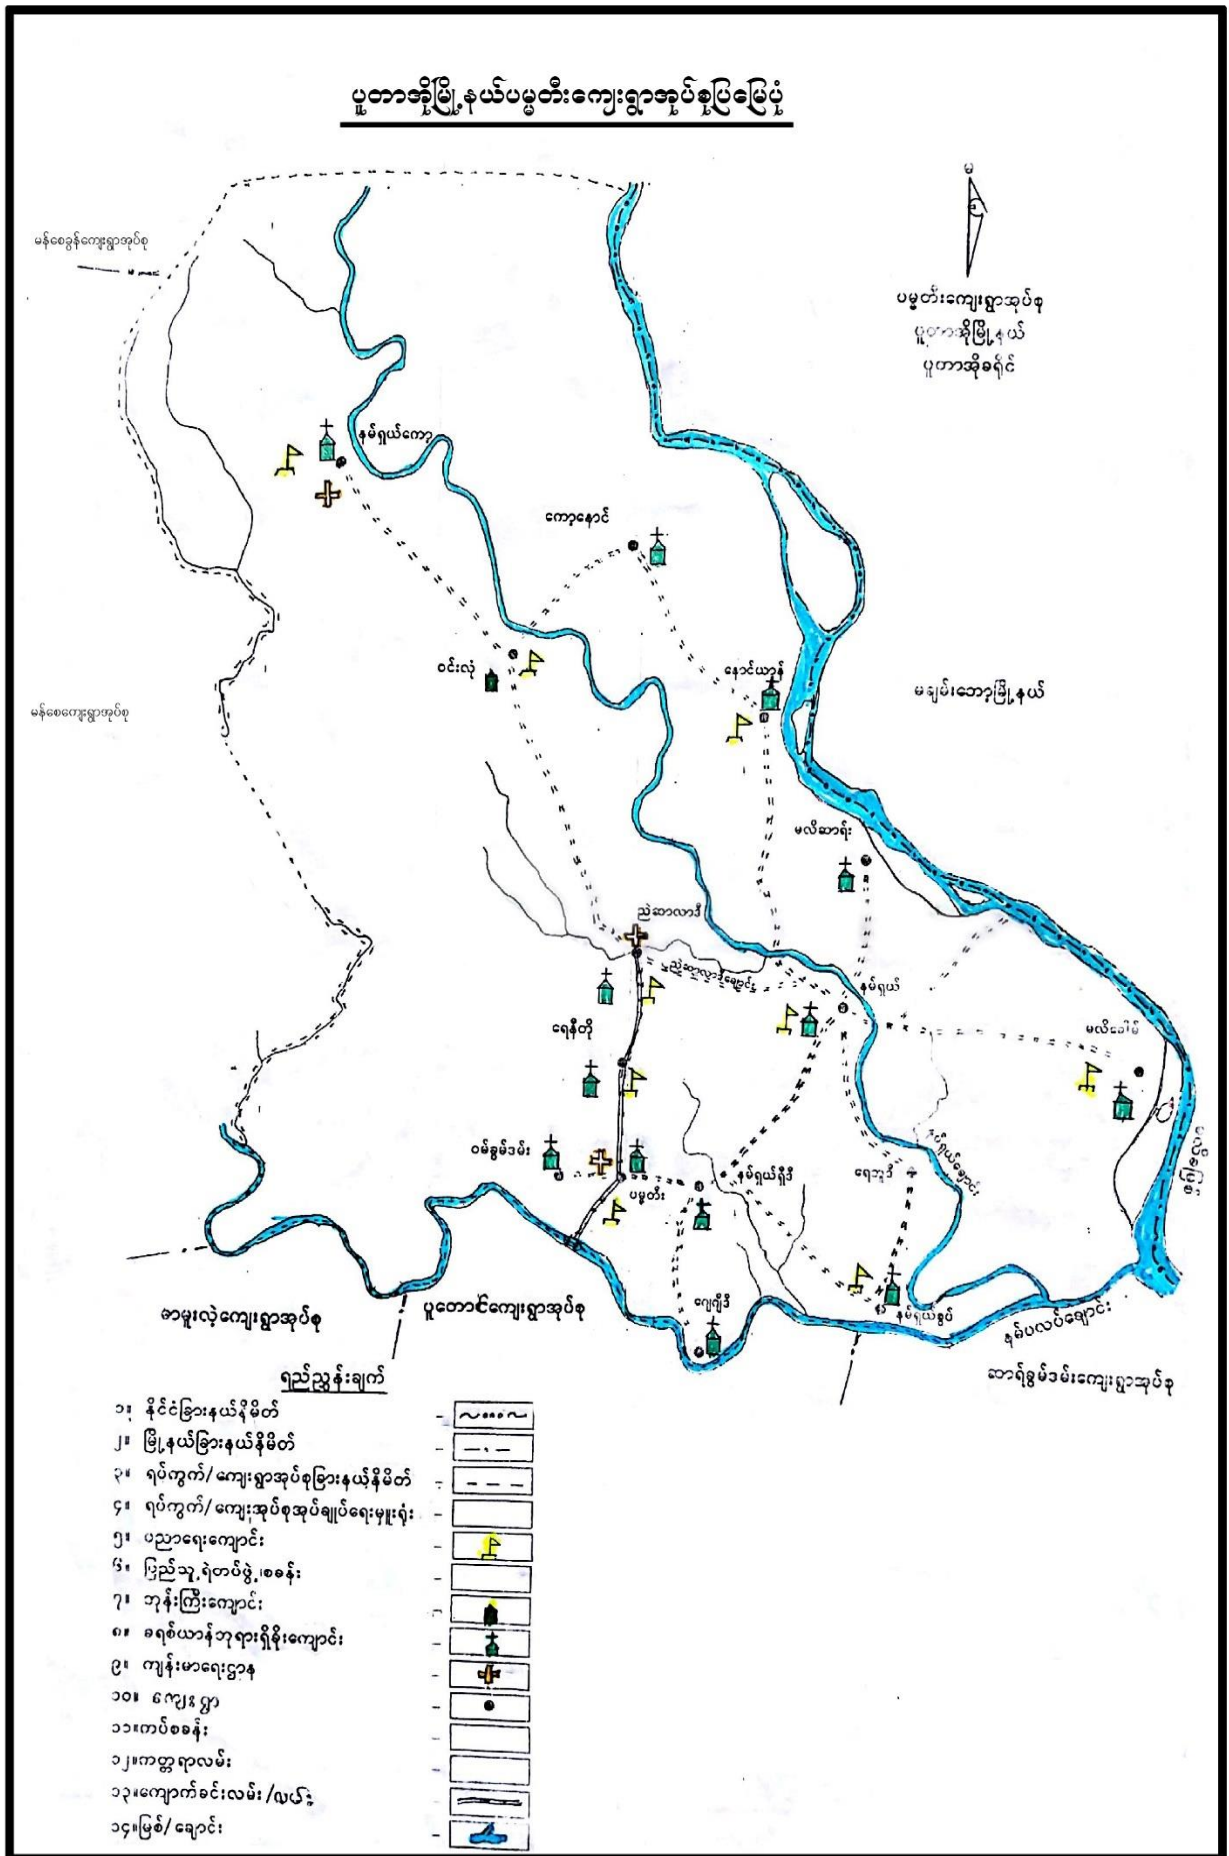 ပူတာအိုမြို့နယ်ပမ္မတီးကျေးရွာအုပ်စုပြမြေပုံ
မ
မန်စေခွန်ကျေးရွာအုပ်စု
ပမ္မတီးကျေးရွာအုပ်စု
ပူတာအိုမြို့နယ်
ပူတာအိုခရိုင်
နမ်ရှယ်ကော့
ကော့နောင်
ဝင်းလုံ
နောင်ယာန်
မချမ်းဘော့မြို့နယ်
မန်စေကျေးရွာအုပ်စု
မလိဆာရ်း
ညဲဆာလာဒီ
ညဲဆာလာဒီချောင်း
နမ်ရှယ်
ရေနီတို
မလိခေါမ်
ဝမ်ခွမ်ဒမ်း
ပမ္မတီး
နမ်ရှယ်ရှိဒီ
နမ်ရှယ်ချောင်း
ဂျေဂျီဒီ
နမ်ရှယ်စွပ်
နမ်ပလပ်ချောင်း
ခာမူးလဲ့ကျေးရွာအုပ်စု
ပူတောင်ကျေးရွာအုပ်စု
ဆာရ်ခွမ်ဒမ်းကျေးရွာအုပ်စု
ရည်ညွှန်းချက်
၁။ နိုင်ငံခြားနယ်နိမိတ် -
၂။ မြို့နယ်ခြားနယ်နိမိတ် -
၃။ ရပ်ကွက်/ကျေးရွာအုပ်စုခြားနယ်နိမိတ် -
၄။ ရပ်ကွက်/ကျေးအုပ်စုအုပ်ချုပ်ရေးမှူးရုံး -
၅။ ပညာရေးကျောင်း -
၆။ ပြည်သူ့ရဲတပ်ဖွဲ့စခန်း -
၇။ ဘုန်းကြီးကျောင်း -
၈။ ခရစ်ယာန်ဘုရားရှိခိုးကျောင်း -
၉။ ကျန်းမာရေးဌာန -
၁၀။ ကျေးရွာ -
၁၁။ကပ်စခန်း -
၁၂။ကတ္တရာလမ်း -
၁၃။ကျောက်ခင်းလမ်း/ -
၁၄။မြစ်/ချောင်း -